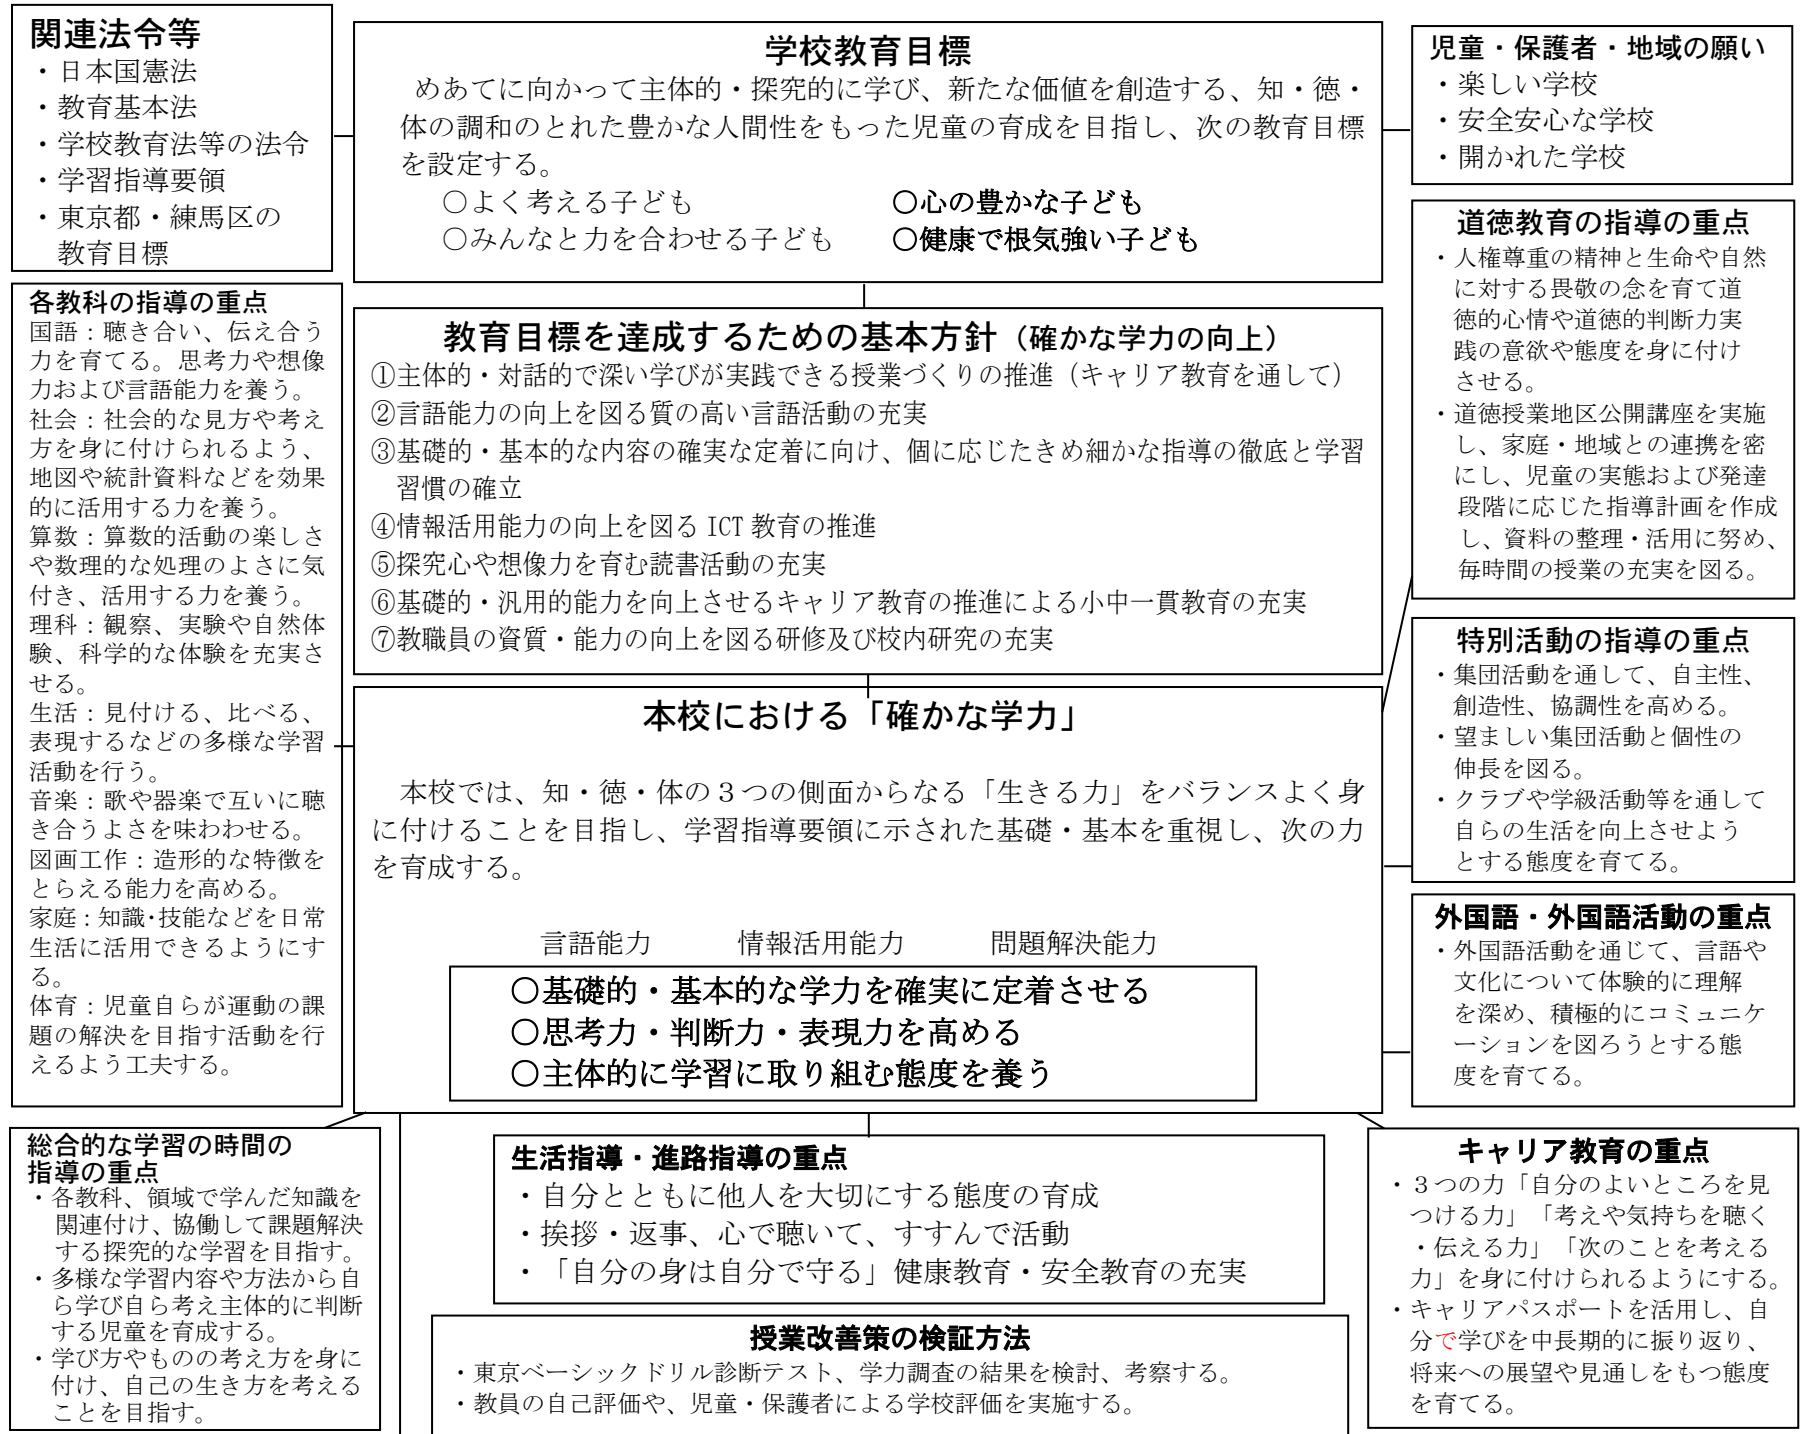 関連法令等
・日本国憲法
・教育基本法
・学校教育法等の法令
・学習指導要領
・東京都・練馬区の
教育目標
学校教育目標
めあてに向かって主体的・探究的に学び、新たな価値を創造する、知・徳・
体の調和のとれた豊かな人間性をもった児童の育成を目指し、次の教育目標
を設定する。
○よく考える子ども　○心の豊かな子ども
○みんなと力を合わせる子ども　○健康で根気強い子ども
児童・保護者・地域の願い
・楽しい学校
・安全安心な学校
・開かれた学校
各教科の指導の重点
国語：聴き合い、伝え合う
力を育てる。思考力や想像
力および言語能力を養う。
社会：社会的な見方や考え
方を身に付けられるよう、
地図や統計資料などを効果
的に活用する力を養う。
算数：算数的活動の楽しさ
や数理的な処理のよさに気
付き、活用する力を養う。
理科：観察、実験や自然体
験、科学的な体験を充実さ
せる。
生活：見付ける、比べる、
表現するなどの多様な学習
活動を行う。
音楽：歌や器楽で互いに聴
き合うよさを味わわせる。
図画工作：造形的な特徴を
とらえる能力を高める。
家庭：知識・技能などを日常
生活に活用できるようにす
る。
体育：児童自らが運動の課
題の解決を目指す活動を行
えるよう工夫する。
教育目標を達成するための基本方針（確かな学力の向上）
①主体的・対話的で深い学びが実践できる授業づくりの推進（キャリア教育を通して）
②言語能力の向上を図る質の高い言語活動の充実
③基礎的・基本的な内容の確実な定着に向け、個に応じたきめ細かな指導の徹底と学習
習慣の確立
④情報活用能力の向上を図る ICT 教育の推進
⑤探究心や想像力を育む読書活動の充実
⑥基礎的・汎用的能力を向上させるキャリア教育の推進による小中一貫教育の充実
⑦教職員の資質・能力の向上を図る研修及び校内研究の充実
本校における「確かな学力」
本校では、知・徳・体の３つの側面からなる「生きる力」をバランスよく身
に付けることを目指し、学習指導要領に示された基礎・基本を重視し、次の力
を育成する。
言語能力　情報活用能力　問題解決能力
○基礎的・基本的な学力を確実に定着させる
○思考力・判断力・表現力を高める
○主体的に学習に取り組む態度を養う
道徳教育の指導の重点
・人権尊重の精神と生命や自然
に対する畏敬の念を育て道
徳的心情や道徳的判断力実
践の意欲や態度を身に付け
させる。
・道徳授業地区公開講座を実施
し、家庭・地域との連携を密
にし、児童の実態および発達
段階に応じた指導計画を作成
し、資料の整理・活用に努め、
毎時間の授業の充実を図る。
特別活動の指導の重点
・集団活動を通して、自主性、
創造性、協調性を高める。
・望ましい集団活動と個性の
伸長を図る。
・クラブや学級活動等を通して
自らの生活を向上させよう
とする態度を育てる。
外国語・外国語活動の重点
・外国語活動を通じて、言語や
文化について体験的に理解
を深め、積極的にコミュニケ
ーションを図ろうとする態
度を育てる。
総合的な学習の時間の
指導の重点
・各教科、領域で学んだ知識を
関連付け、協働して課題解決
する探究的な学習を目指す。
・多様な学習内容や方法から自
ら学び自ら考え主体的に判断
する児童を育成する。
・学び方やものの考え方を身に
付け、自己の生き方を考える
ことを目指す。
生活指導・進路指導の重点
・自分とともに他人を大切にする態度の育成
・挨拶・返事、心で聴いて、すすんで活動
・「自分の身は自分で守る」健康教育・安全教育の充実
授業改善策の検証方法
・東京ベーシックドリル診断テスト、学力調査の結果を検討、考察する。
・教員の自己評価や、児童・保護者による学校評価を実施する。
キャリア教育の重点
・３つの力「自分のよいところを見
つける力」「考えや気持ちを聴く
・伝える力」「次のことを考える
力」を身に付けられるようにする。
・キャリアパスポートを活用し、自
分で学びを中長期的に振り返り、
将来への展望や見通しをもつ態度
を育てる。